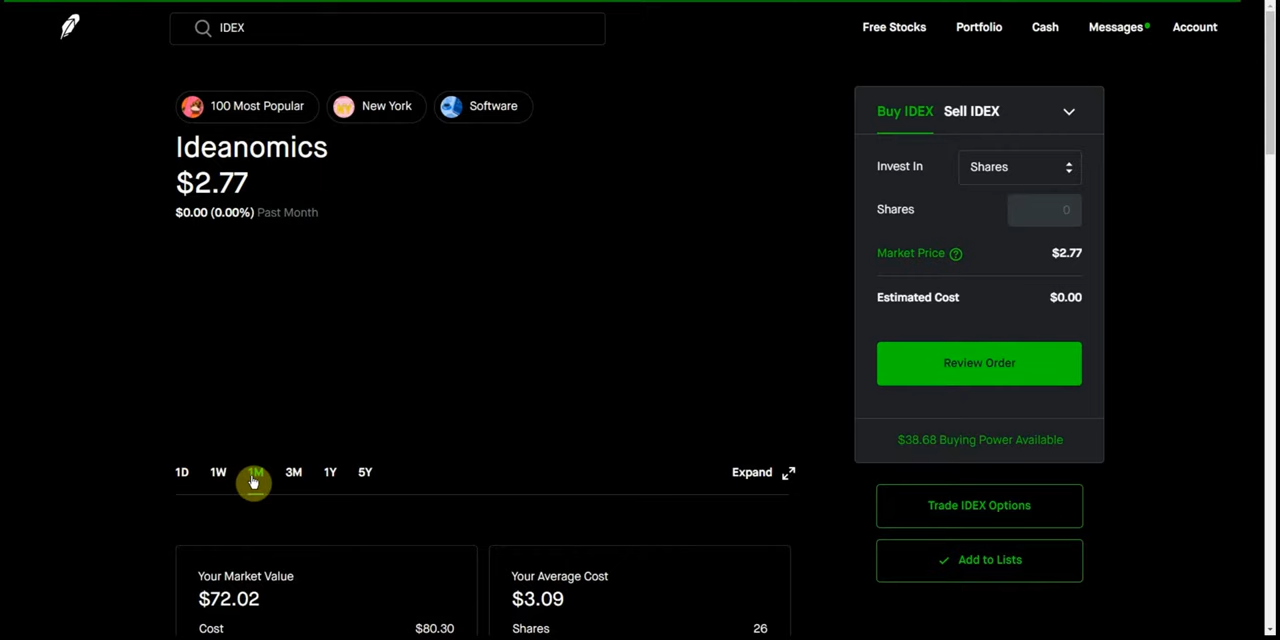 IDEX
Free Stocks Portfolio Cash Messages Account
100 Most Popular New York Software
Ideanomics
$2.77
$0.00 (0.00%) Past Month
1D 1W 1M 3M 1Y 5Y Expand
Your Market Value
$72.02
Cost $80.30
Your Average Cost
$3.09
Shares 26
Buy IDEX Sell IDEX
Invest In Shares
Shares 0
Market Price ? $2.77
Estimated Cost $0.00
Review Order
$38.68 Buying Power Available
Trade IDEX Options
Add to Lists